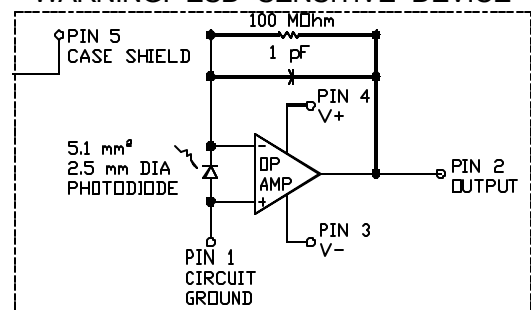 WARNING! ESD SENSITIVE DEVICE
100 MOhm
PIN 5
CASE SHIELD
1 pF
PIN 4
V+
5.1 mm²
2.5 mm DIA
PHOTODIODE
−
OP
AMP
+
PIN 2
OUTPUT
PIN 3
V-
PIN 1
CIRCUIT
GROUND